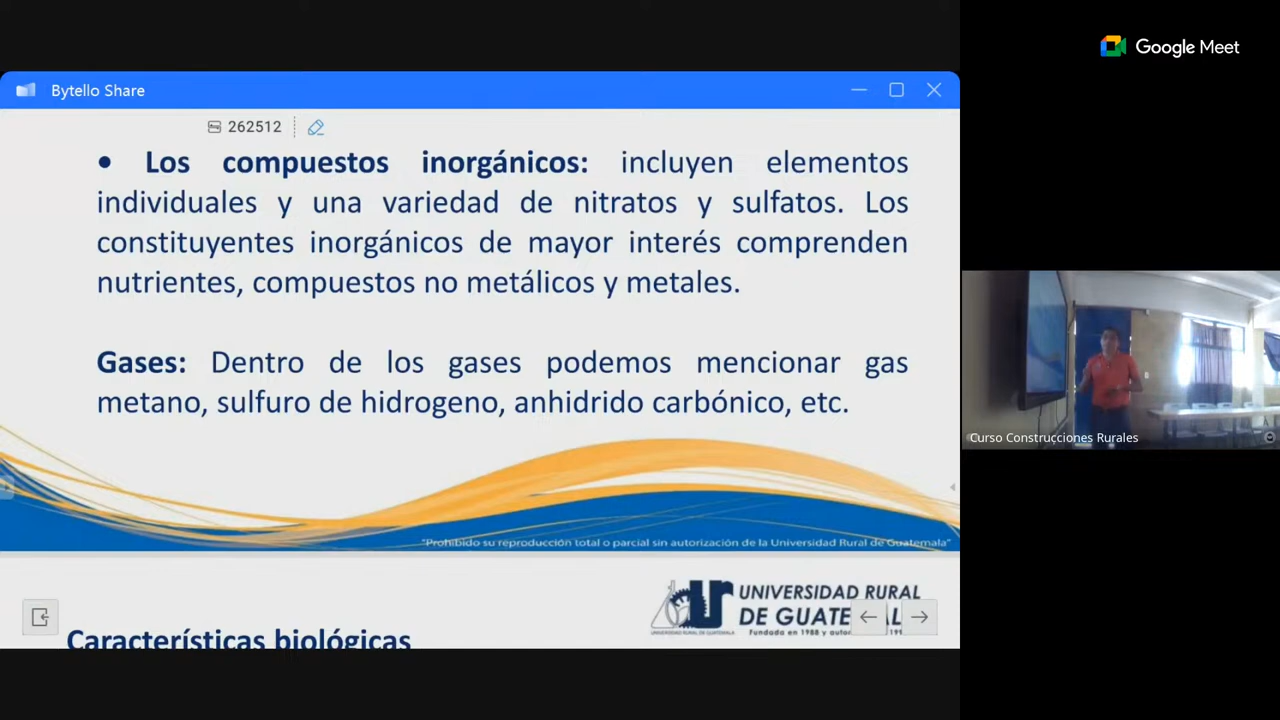 Google Meet
Bytello Share
262512
• Los compuestos inorgánicos: incluyen elementos
individuales y una variedad de nitratos y sulfatos. Los
constituyentes inorgánicos de mayor interés comprenden
nutrientes, compuestos no metálicos y metales.
Gases: Dentro de los gases podemos mencionar gas
metano, sulfuro de hidrogeno, anhidrido carbónico, etc.
"Prohibido su reproducción total o parcial sin autorización de la Universidad Rural de Guatemala"
Curso Construcciones Rurales
UNIVERSIDAD RURAL
DE GUATE
Fundada en 1988 y
Características biológicas